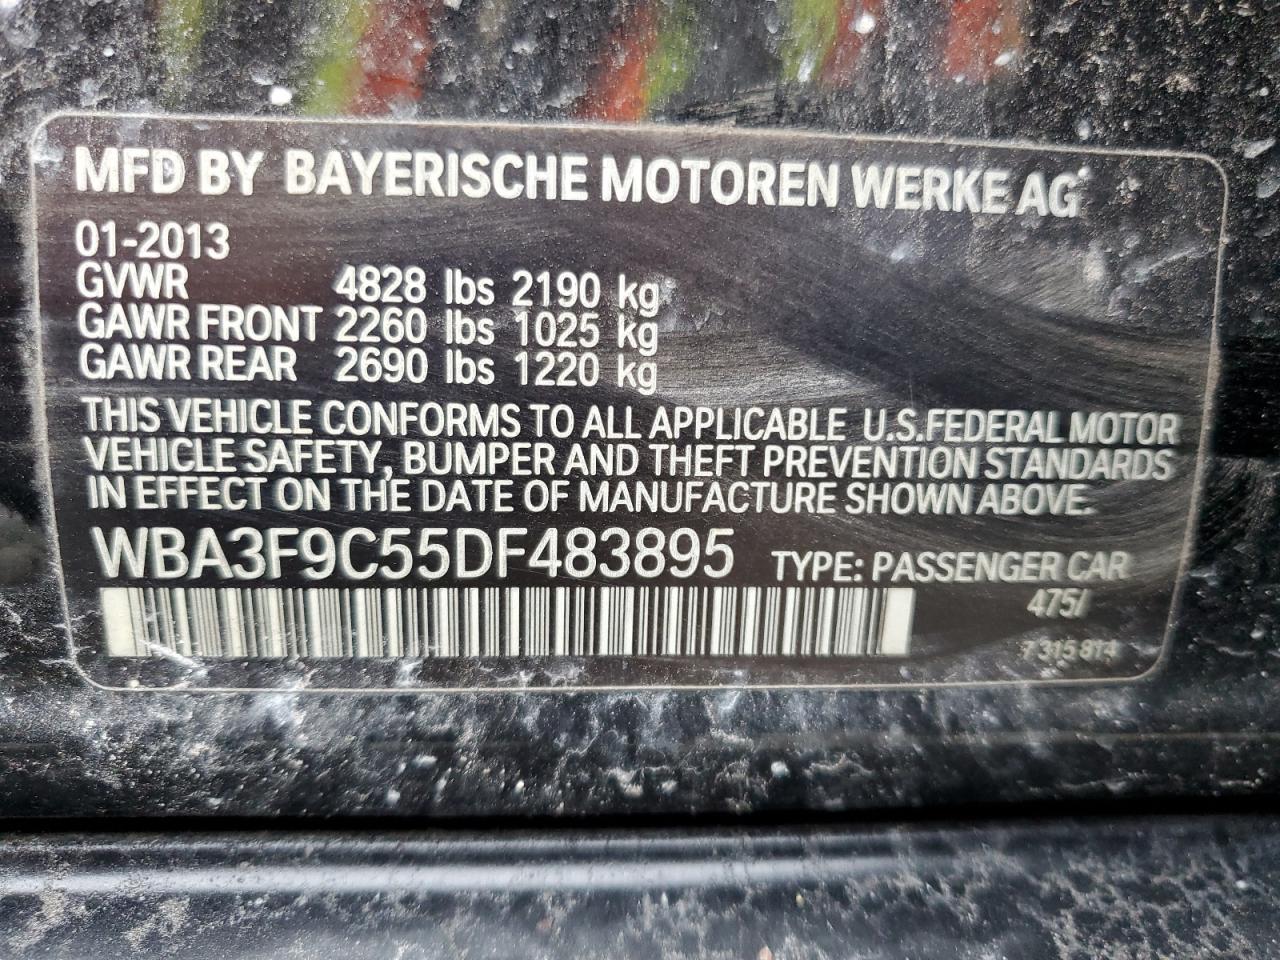 MFD BY BAYERISCHE MOTOREN WERKE AG
01-2013
GVWR 4828 lbs 2190 kg
GAWR FRONT 2260 lbs 1025 kg
GAWR REAR 2690 lbs 1220 kg
THIS VEHICLE CONFORMS TO ALL APPLICABLE U.S.FEDERAL MOTOR
VEHICLE SAFETY, BUMPER AND THEFT PREVENTION STANDARDS
IN EFFECT ON THE DATE OF MANUFACTURE SHOWN ABOVE.
WBA3F9C55DF483895 TYPE: PASSENGER CAR
475/
7 315 814